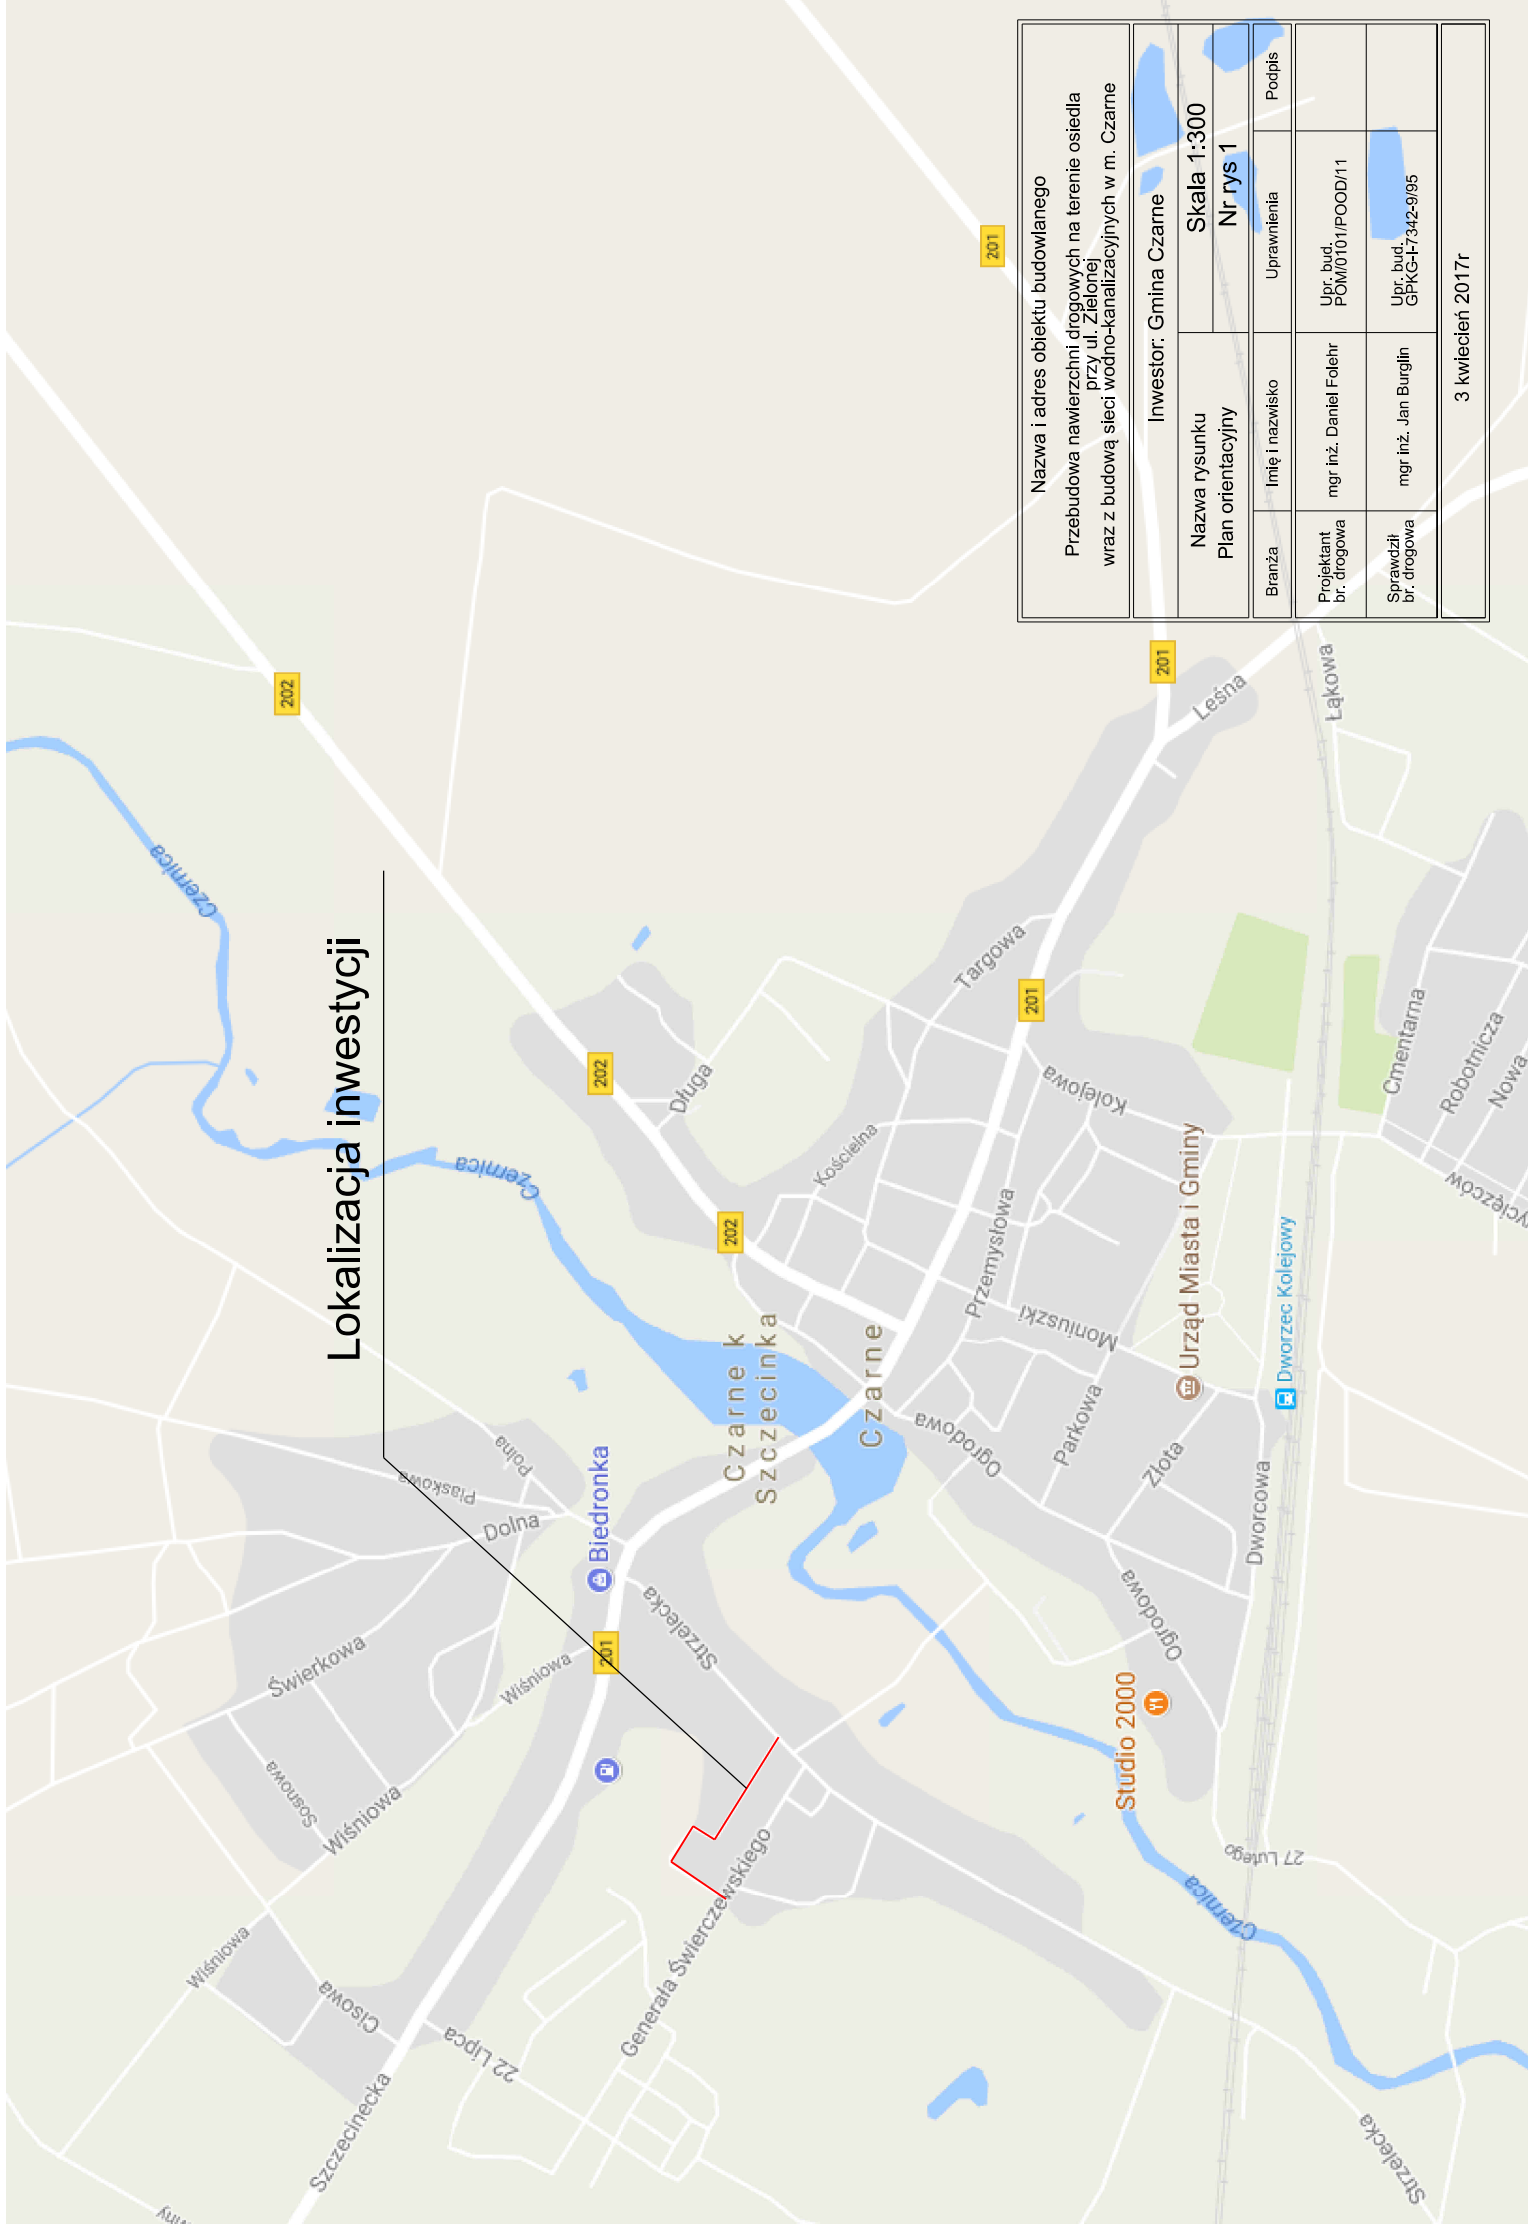 Lokalizacja inwestycji
Nazwa i adres obiektu budowlanego
Przebudowa nawierzchni drogowych na terenie osiedla
przy ul. Zielonej
wraz z budową sieci wodno-kanalizacyjnych w m. Czarne
Inwestor: Gmina Czarne
Nazwa rysunku
Plan orientacyjny
Skala 1:300
Nr rys 1
Branża
Imię i nazwisko
Uprawnienia
Podpis
Projektant
br. drogowa
mgr inż. Daniel Folehr
Upr. bud.
POM/0101/POOD/11
Sprawdził
br. drogowa
mgr inż. Jan Burglin
Upr. bud.
GPKG-I-7342-9/95
3 kwiecień 2017r
Szczecinecka
22 Lipca
Cisowa
Wiśniowa
Wiśniowa
Sosnowa
Świerkowa
Wiśniowa
201
Dolna
Piaskowa
Polna
Biedronka
Strzelecka
Generała Świerczewskiego
Czernica
Czernica
202
202
202
Długa
Czarne k
Szczecinka
Czarne
Kościelna
Targowa
201
Kolejowa
Przemysłowa
Moniuszki
Ogrodowa
Parkowa
Złota
Ogrodowa
Urząd Miasta i Gminy
Dworzec Kolejowy
Dworcowa
Studio 2000
27 Lutego
Czernica
Strzelecka
201
201
Leśna
Łąkowa
Cmentarna
Robotnicza
Nowa
ycięzców